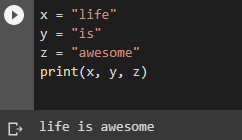 x = "life"
y = "is"
z = "awesome"
print(x, y, z)
life is awesome